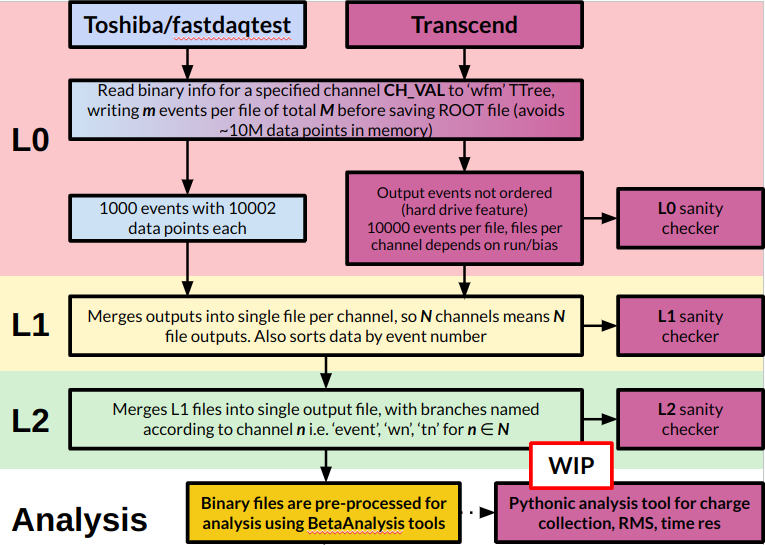 Toshiba/fastdaqtest
Transcend
L0
Read binary info for a specified channel CH_VAL to ‘wfm’ TTree,
writing m events per file of total M before saving ROOT file (avoids
~10M data points in memory)
1000 events with 10002
data points each
Output events not ordered
(hard drive feature)
10000 events per file, files per
channel depends on run/bias
L0 sanity
checker
L1
Merges outputs into single file per channel, so N channels means N
file outputs. Also sorts data by event number
L1 sanity
checker
L2
Merges L1 files into single output file, with branches named
according to channel n i.e. ‘event’, ‘wn’, ‘tn’ for n ∈ N
L2 sanity
checker
WIP
Analysis
Binary files are pre-processed for
analysis using BetaAnalysis tools
Pythonic analysis tool for charge
collection, RMS, time res